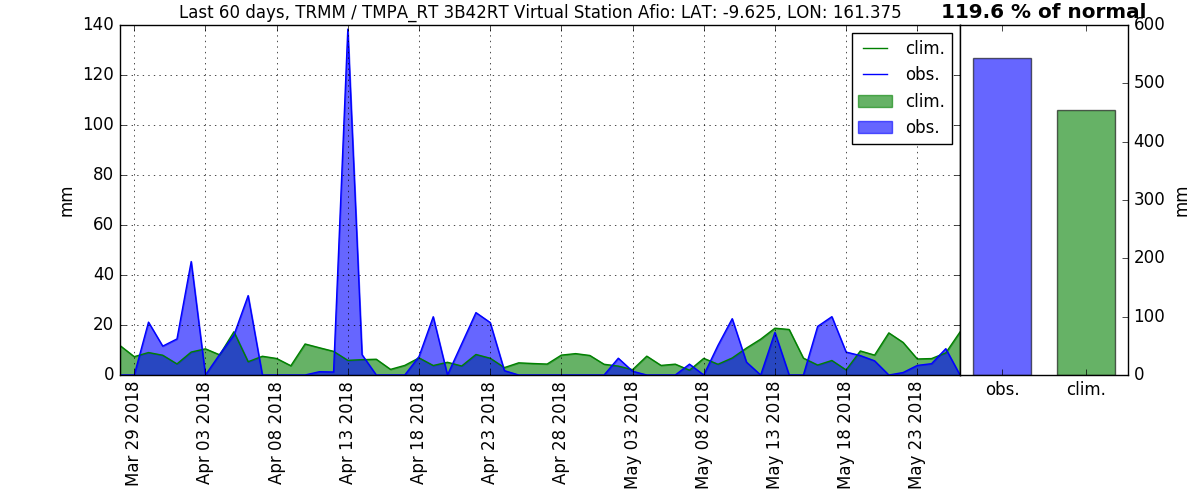 Last 60 days, TRMM / TMPA_RT 3B42RT Virtual Station Afio: LAT: -9.625, LON: 161.375
119.6 % of normal
140
120
100
80
60
40
20
0
mm
clim.
obs.
clim.
obs.
600
500
400
300
200
100
0
mm
Mar 29 2018
Apr 03 2018
Apr 08 2018
Apr 13 2018
Apr 18 2018
Apr 23 2018
Apr 28 2018
May 03 2018
May 08 2018
May 13 2018
May 18 2018
May 23 2018
obs.
clim.